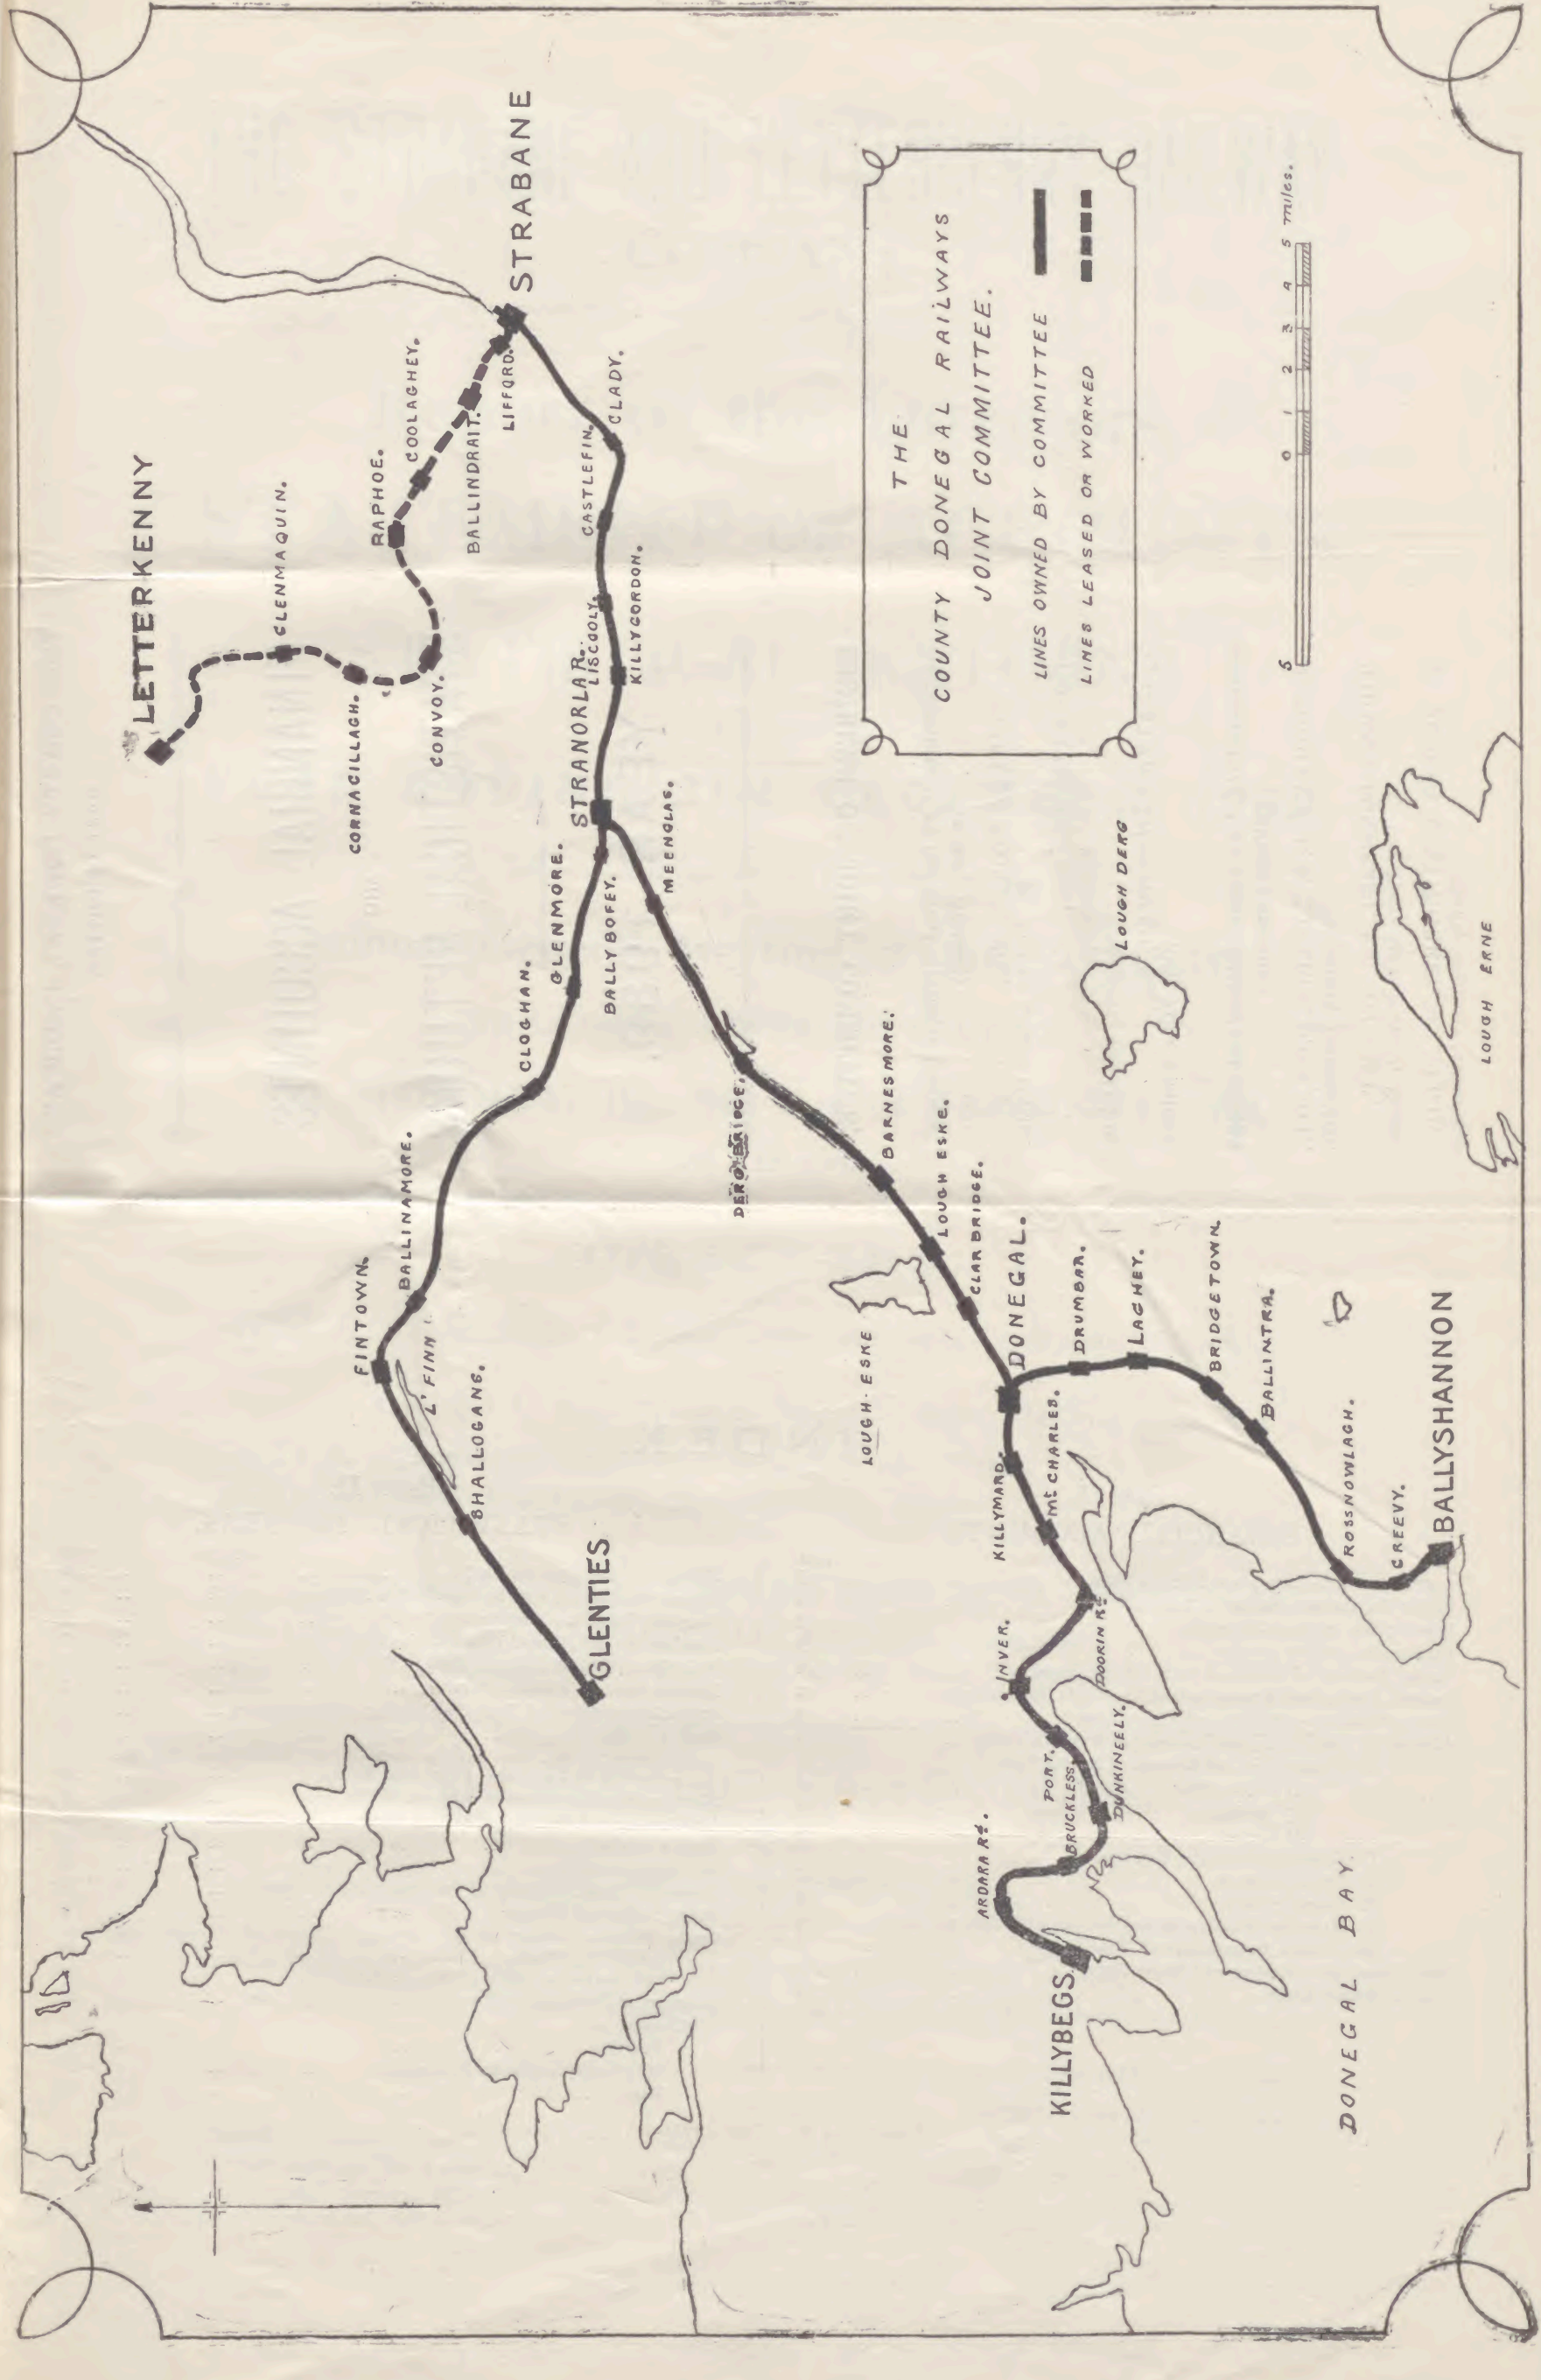 LETTERKENNY
GLENMAQUIN.
CORNAGILLAGH.
CONVOY.
RAPHOE.
COOLAGHEY.
BALLINDRAIT.
LIFFORD.
STRABANE
CLADY.
CASTLEFIN.
LISCOOLY.
KILLYGORDON.
STRANORLAR.
BALLYBOFEY.
GLENMORE.
CLOGHAN.
BALLINAMORE.
FINTOWN.
L. FINN
SHALLOGANS.
GLENTIES
MEENGLAS.
DERG BRIDGE.
BARNESMORE.
LOUGH ESKE.
CLAR BRIDGE.
LOUGH ESKE
DONEGAL.
DRUMBAR.
LAGHEY.
BRIDGETOWN.
BALLINTRA.
ROSSNOWLAGH.
CREEVY.
BALLYSHANNON
KILLYMARD.
Mt CHARLES.
DOORIN Rd.
INVER.
PORT.
DUNKINEELY.
BRUCKLESS.
ARDARA Rd.
KILLYBEGS
DONEGAL BAY
LOUGH DERG
LOUGH ERNE
THE
COUNTY DONEGAL RAILWAYS
JOINT COMMITTEE.
LINES OWNED BY COMMITTEE
LINES LEASED OR WORKED
5 0 1 2 3 4 5 miles.